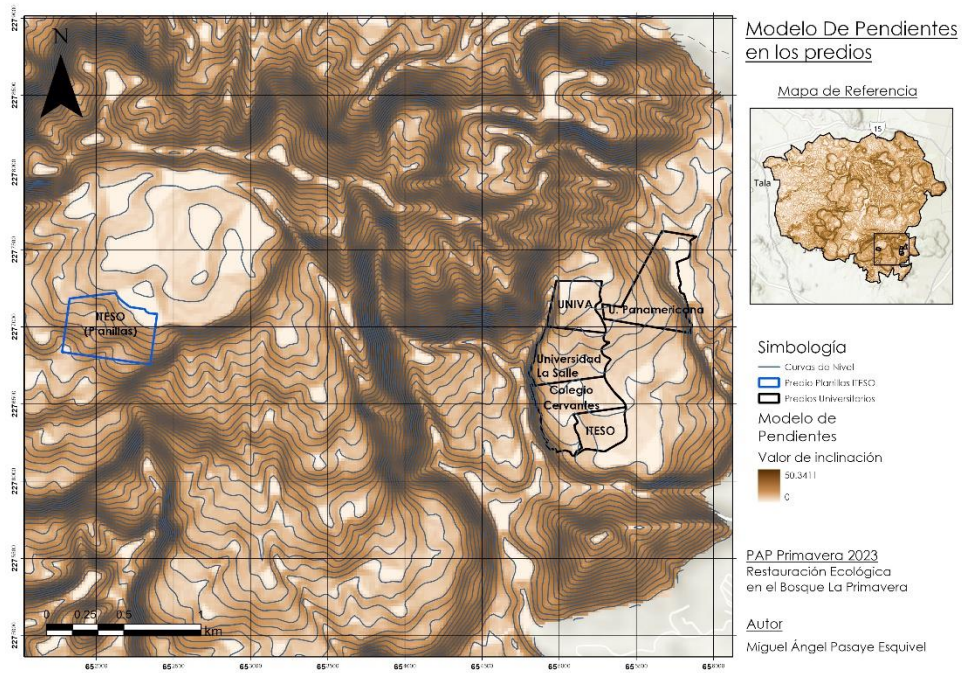 Modelo De Pendientes
en los predios
Mapa de Referencia
15
Tala
N
ITESO
(Planillas)
UNIVA
U. Panamericana
Universidad
La Salle
Colegio
Cervantes
ITESO
Simbología
Curvas de Nivel
Predio Planillas ITESO
Predios Universitarios
Modelo de
Pendientes
Valor de inclinación
50.3411
0
PAP Primavera 2023
Restauración Ecológica
en el Bosque La Primavera
Autor
Miguel Ángel Pasaye Esquivel
0 0.25 0.5 1
km